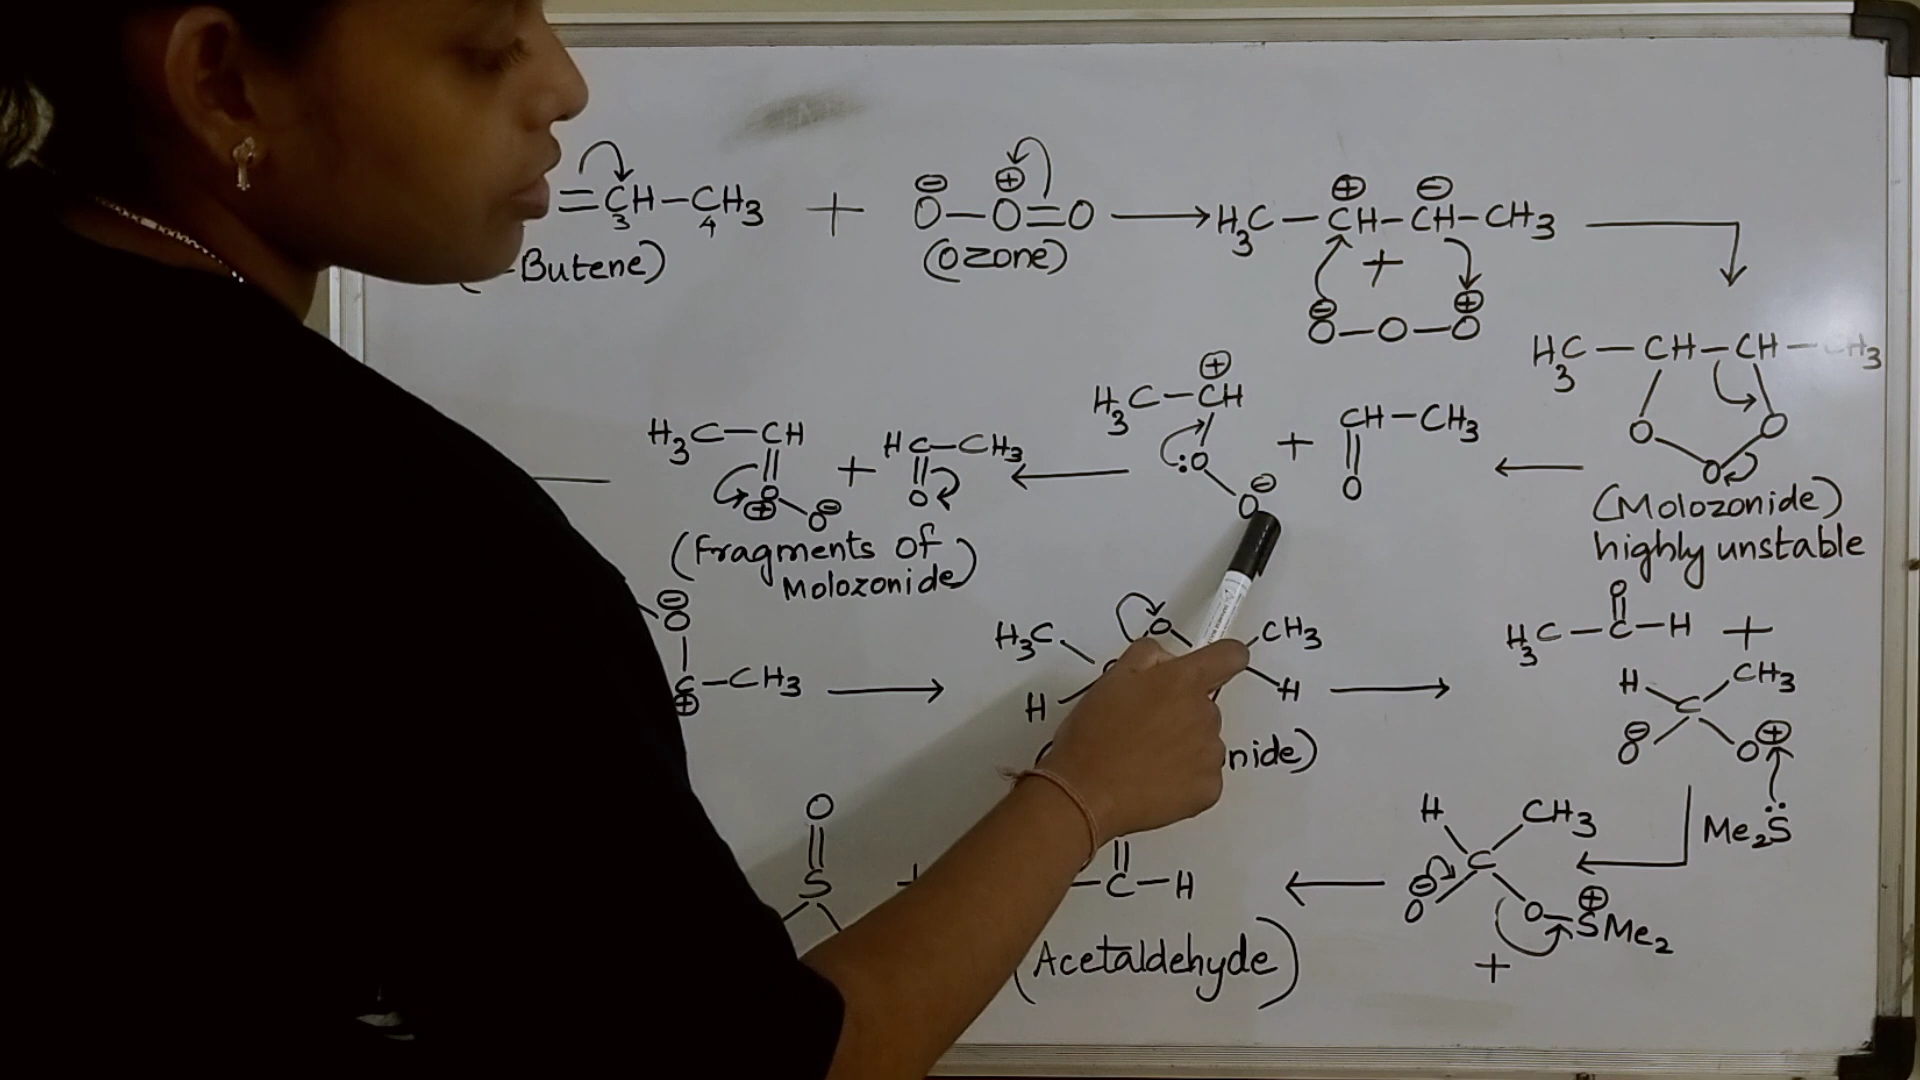 =CH-CH3 + O-O=O → H3C-CH-CH-CH3
3 4
⊖ ⊕ ⊕ ⊖
-Butene) (Ozone) +
⊖ ⊕
O-O-O
H3C-CH-CH-CH3
O O O
(Molozonide)
highly unstable
⊕
H3C-CH + CH-CH3
:O O
O⊖
H3C-CH + HC-CH3
O O
⊕ O⊖
(Fragments of
Molozonide)
⊖
O
C-CH3
⊕
H3C O CH3
H H
nide)
O
H3C-C-H +
H CH3
C
⊖ O O⊕
Me2S̈
H CH3
C
⊖ O O-SMe2
⊕
+
C-H
(Acetaldehyde)
O
S
+